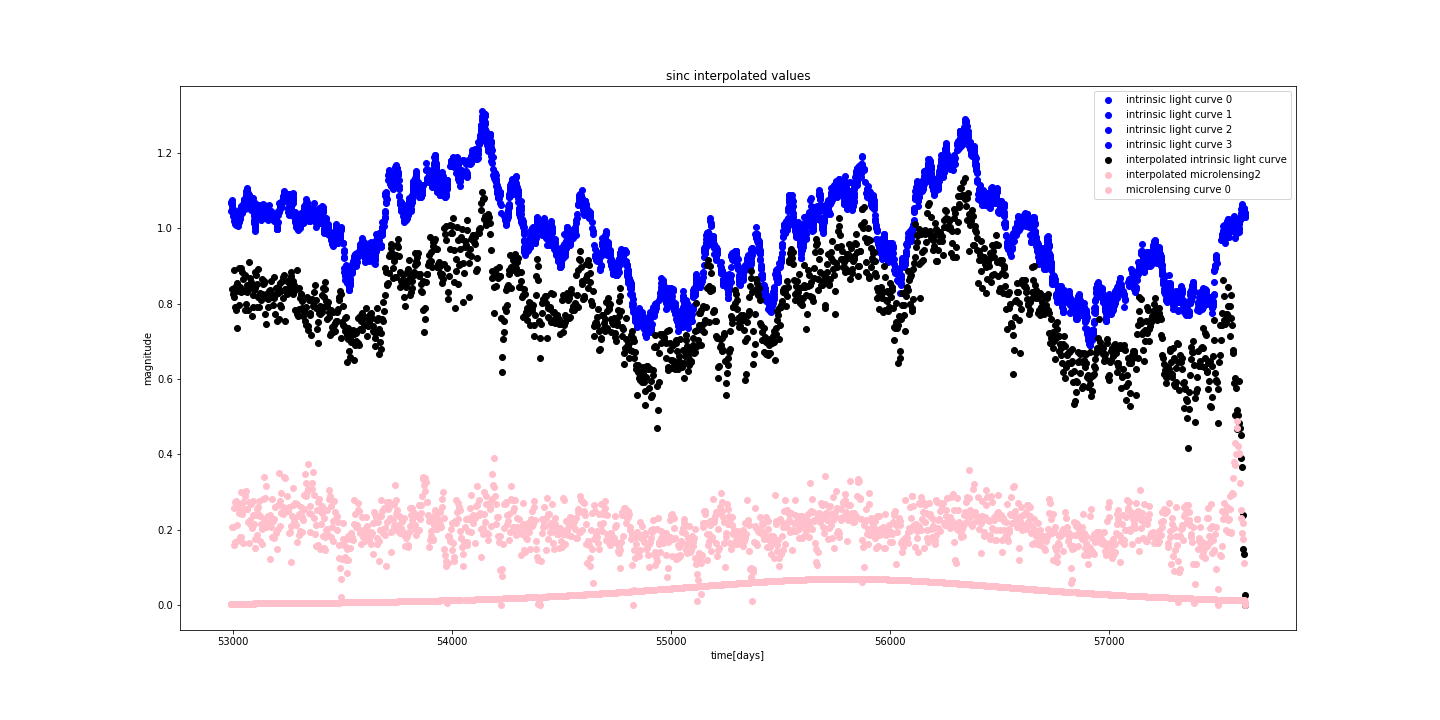 sinc interpolated values
intrinsic light curve 0
intrinsic light curve 1
intrinsic light curve 2
intrinsic light curve 3
interpolated intrinsic light curve
interpolated microlensing2
microlensing curve 0
magnitude
1.2
1.0
0.8
0.6
0.4
0.2
0.0
53000 54000 55000 56000 57000
time[days]